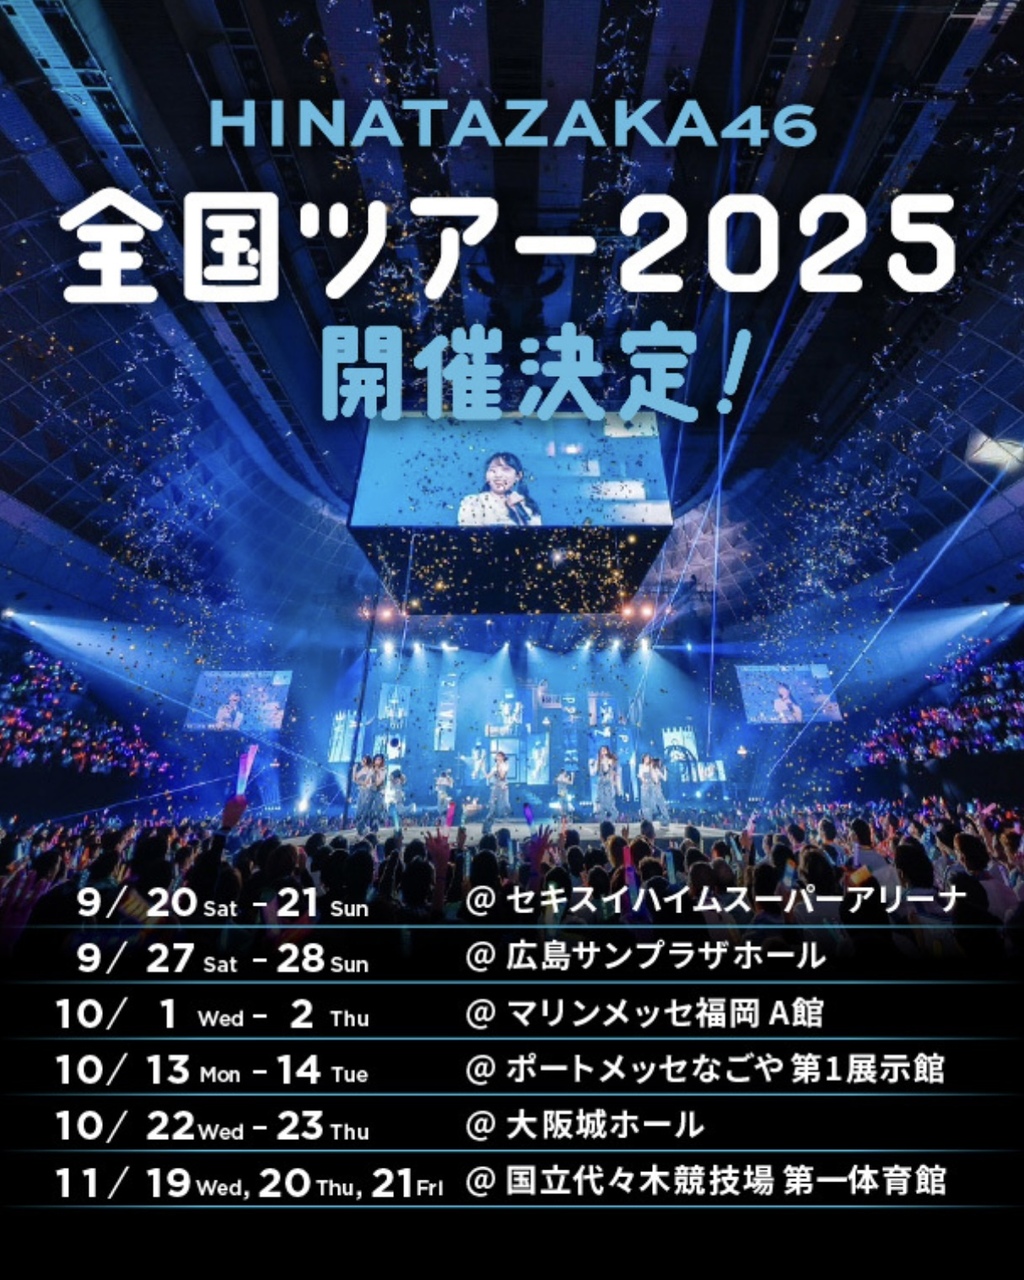 HINATAZAKA46
全国ツアー2025
開催決定!
9/ 20 Sat - 21 Sun @ セキスイハイムスーパーアリーナ
9/ 27 Sat - 28 Sun @ 広島サンプラザホール
10/ 1 Wed - 2 Thu @ マリンメッセ福岡 A館
10/ 13 Mon - 14 Tue @ ポートメッセなごや 第1展示館
10/ 22 Wed - 23 Thu @ 大阪城ホール
11/ 19 Wed, 20 Thu, 21 Fri @ 国立代々木競技場 第一体育館